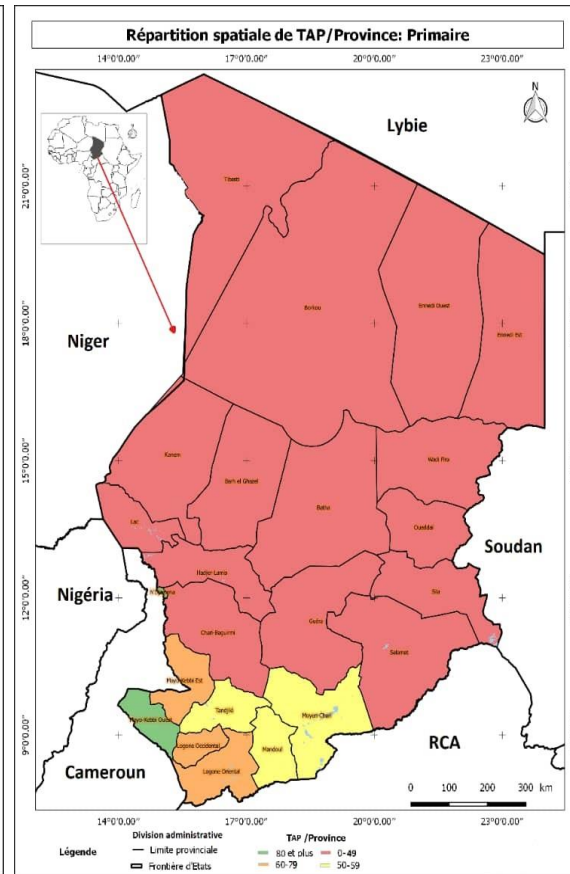 Répartition spatiale de TAP/Province: Primaire
14°0'0.00" 17°0'0.00" 20°0'0.00" 23°0'0.00"
N
Lybie
21°0'0.00"
Tibesti
Borkou
Ennedi Ouest
Ennedi Est
18°0'0.00"
Niger
15°0'0.00"
Kanem
Barh el Ghazel
Batha
Wadi Fira
Lac
Ouaddai
Soudan
Hadjer-Lamis
Nigéria
12°0'0.00"
N'Djamena
Sila
Chari-Baguirmi
Guéra
Salamat
Mayo-Kebbi Est
Mayo-Kebbi Ouest
Tandjilé
Moyen-Chari
9°0'0.00"
Logone Occidental
Mandoul
RCA
Logone Oriental
Cameroun
0 100 200 300 km
14°0'0.00" 17°0'0.00" 20°0'0.00" 23°0'0.00"
Légende
Division administrative
Limite provinciale
Frontière d'Etats
TAP /Province
80 et plus
0-49
60-79
50-59